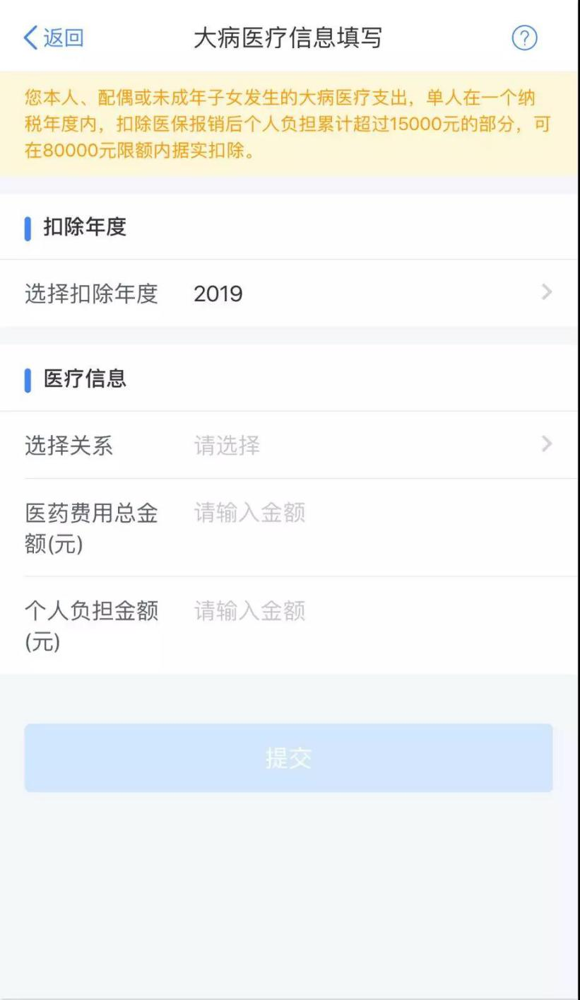 返回
大病医疗信息填写
?
您本人、配偶或未成年子女发生的大病医疗支出，单人在一个纳
税年度内，扣除医保报销后个人负担累计超过15000元的部分，可
在80000元限额内据实扣除。
扣除年度
选择扣除年度 2019
医疗信息
选择关系 请选择
医药费用总金 请输入金额
额(元)
个人负担金额 请输入金额
(元)
提交